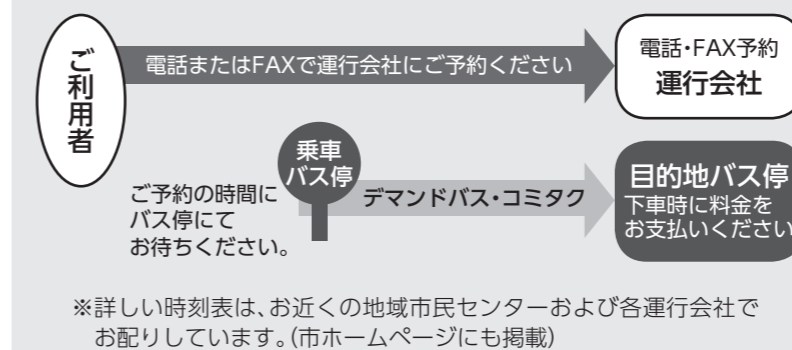 ご利用者
電話またはFAXで運行会社にご予約ください
電話・FAX予約
運行会社
乗車
バス停
ご予約の時間に
バス停にて
お待ちください。
デマンドバス・コミタク
目的地バス停
下車時に料金を
お支払いください
※詳しい時刻表は、お近くの地域市民センターおよび各運行会社で
お配りしています。(市ホームページにも掲載)